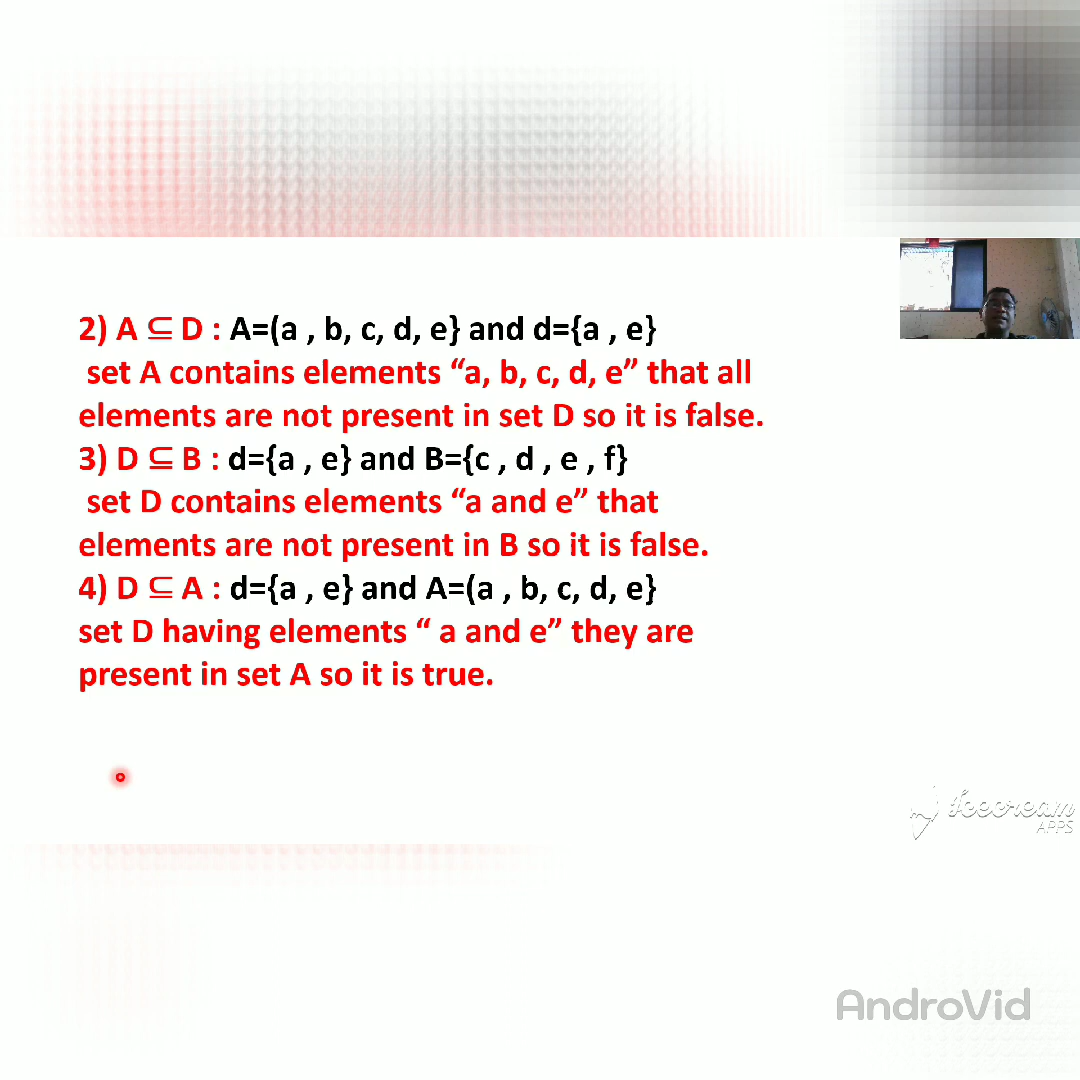 2) A ⊆ D : A=(a , b, c, d, e} and d={a , e}
set A contains elements “a, b, c, d, e” that all
elements are not present in set D so it is false.
3) D ⊆ B : d={a , e} and B={c , d , e , f}
set D contains elements “a and e” that
elements are not present in B so it is false.
4) D ⊆ A : d={a , e} and A=(a , b, c, d, e}
set D having elements “ a and e” they are
present in set A so it is true.
Icecream
APPS
AndroVid